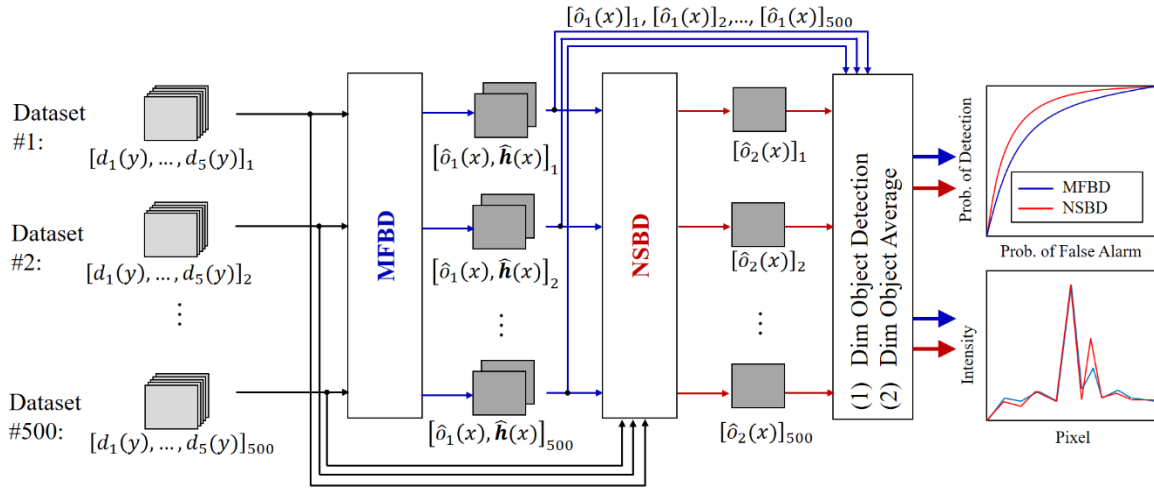 [ô₁(x)]₁, [ô₁(x)]₂,…, [ô₁(x)]₅₀₀
Dataset
#1:
[d₁(y), … , d₅(y)]₁
[ô₁(x), ĥ(x)]₁
[ô₂(x)]₁
Dataset
#2:
[d₁(y), … , d₅(y)]₂
[ô₁(x), ĥ(x)]₂
[ô₂(x)]₂
⋮
⋮
⋮
Dataset
#500:
[d₁(y), … , d₅(y)]₅₀₀
[ô₁(x), ĥ(x)]₅₀₀
[ô₂(x)]₅₀₀
MFBD
NSBD
(1) Dim Object Detection
(2) Dim Object Average
Prob. of Detection
MFBD
NSBD
Prob. of False Alarm
Intensity
Pixel